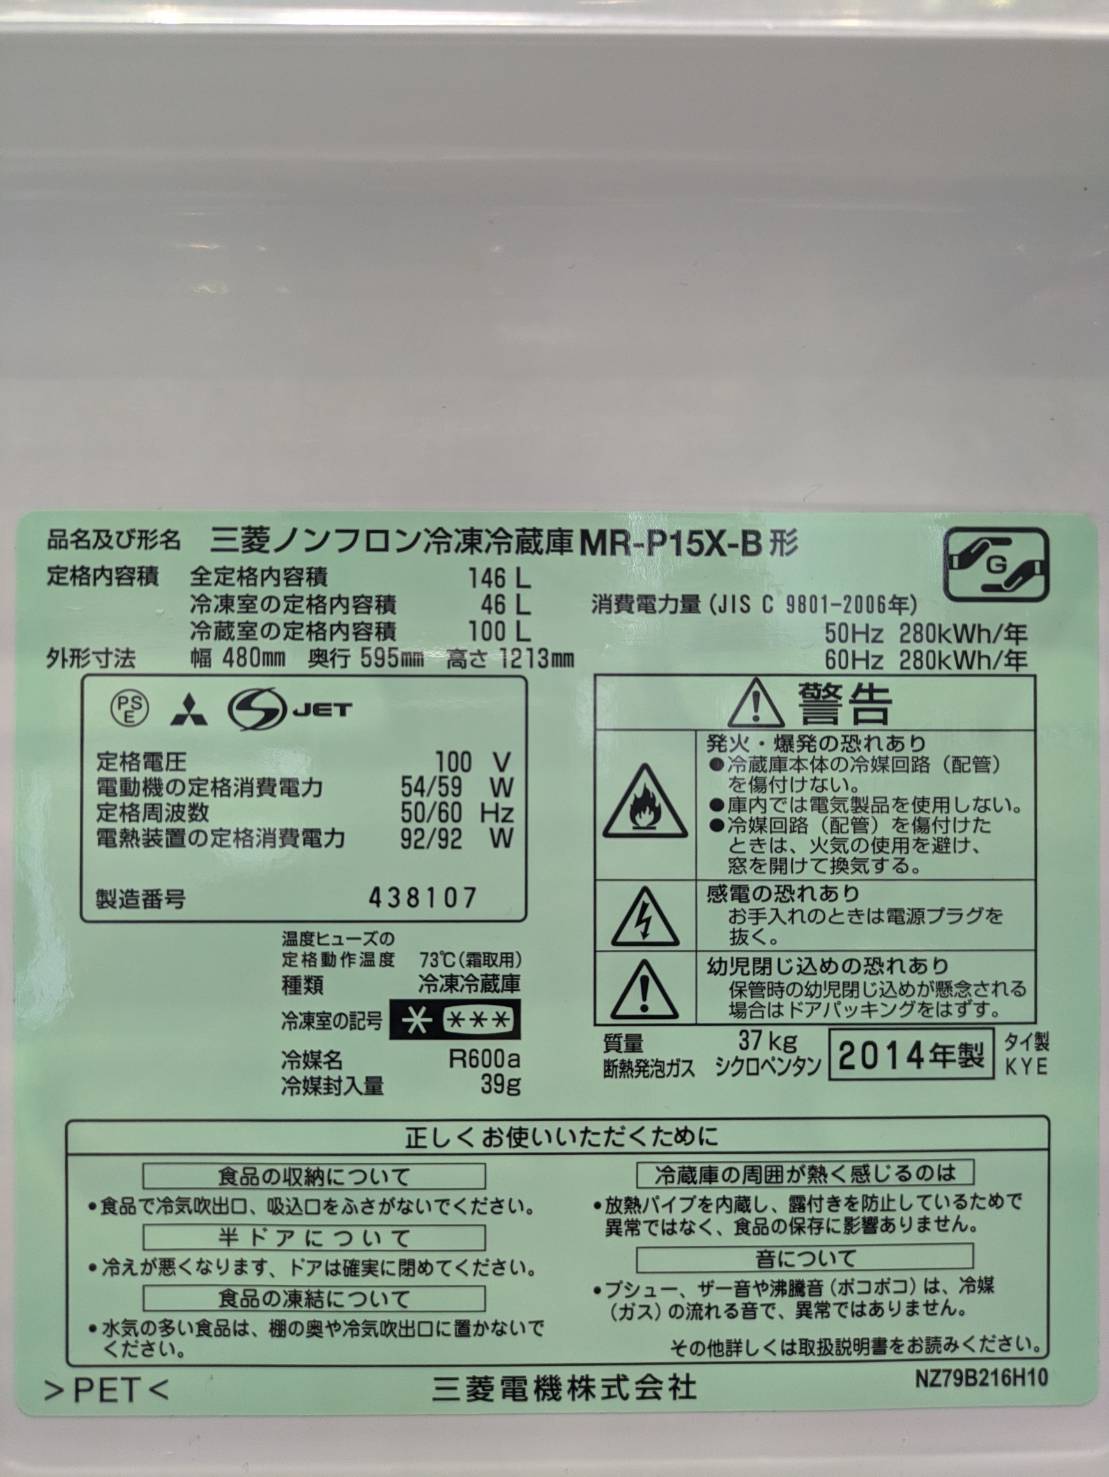 品名及び形名 三菱ノンフロン冷凍冷蔵庫MR-P15X-B形
定格内容積 全定格内容積 146 L
冷凍室の定格内容積 46 L
冷蔵室の定格内容積 100 L
外形寸法 幅 480mm 奥行 595mm 高さ 1213mm
G
消費電力量 (JIS C 9801-2006年)
50Hz 280kWh/年
60Hz 280kWh/年
PS
E
JET
定格電圧 100 V
電動機の定格消費電力 54/59 W
定格周波数 50/60 Hz
電熱装置の定格消費電力 92/92 W
製造番号 438107
温度ヒューズの
定格動作温度 73℃(霜取用)
種類 冷凍冷蔵庫
冷凍室の記号 * ***
冷媒名 R600a
冷媒封入量 39g
警告
発火・爆発の恐れあり
●冷蔵庫本体の冷媒回路(配管)
を傷付けない。
●庫内では電気製品を使用しない。
●冷媒回路(配管)を傷付けた
ときは、火気の使用を避け、
窓を開けて換気する。
感電の恐れあり
お手入れのときは電源プラグを
抜く。
幼児閉じ込めの恐れあり
保管時の幼児閉じ込めが懸念される
場合はドアパッキングをはずす。
質量 37kg
断熱発泡ガス シクロペンタン
2014年製
タイ製
KYE
正しくお使いいただくために
食品の収納について
•食品で冷気吹出口、吸込口をふさがないでください。
半ドアについて
•冷えが悪くなります、ドアは確実に閉めてください。
食品の凍結について
•水気の多い食品は、棚の奥や冷気吹出口に置かないで
ください。
冷蔵庫の周囲が熱く感じるのは
•放熱パイプを内蔵し、露付きを防止しているためで
異常ではなく、食品の保存に影響ありません。
音について
•ブシュー、ザー音や沸騰音(ポコポコ)は、冷媒
(ガス)の流れる音で、異常ではありません。
その他詳しくは取扱説明書をお読みください。
>PET<
三菱電機株式会社
NZ79B216H10